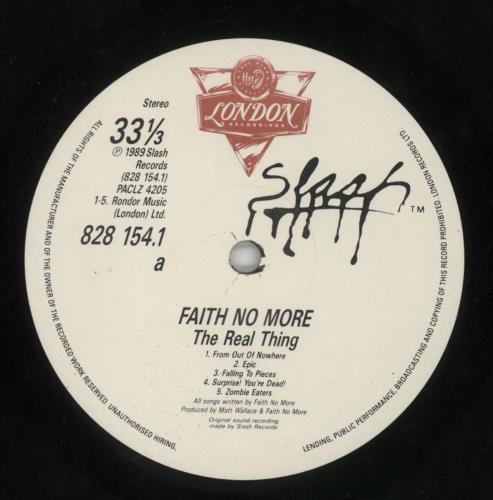 ffrr
LONDON
RECORDINGS
Stereo
33⅓
℗ 1989 Slash
Records
(828 154.1)
PACLZ 4205
1-5. Rondor Music
(London) Ltd.
828 154.1
a
Slash TM
FAITH NO MORE
The Real Thing
1. From Out Of Nowhere
2. Epic
3. Falling To Pieces
4. Surprise! You're Dead!
5. Zombie Eaters
All songs written by Faith No More
Produced by Matt Wallace & Faith No More
Original sound recording
made by Slash Records
ALL RIGHTS OF THE MANUFACTURER AND OF THE OWNER OF THE RECORDED WORK RESERVED. UNAUTHORISED HIRING,
LENDING, PUBLIC PERFORMANCE, BROADCASTING AND COPYING OF THIS RECORD PROHIBITED. LONDON RECORDS LTD.